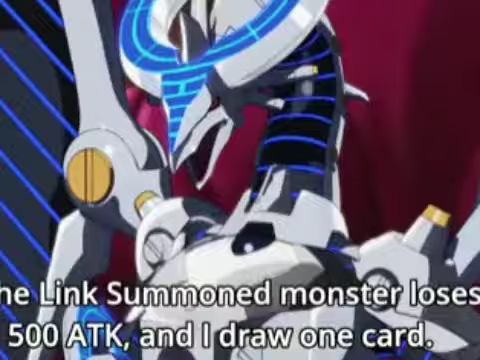 he Link Summoned monster loses
500 ATK, and I draw one card.